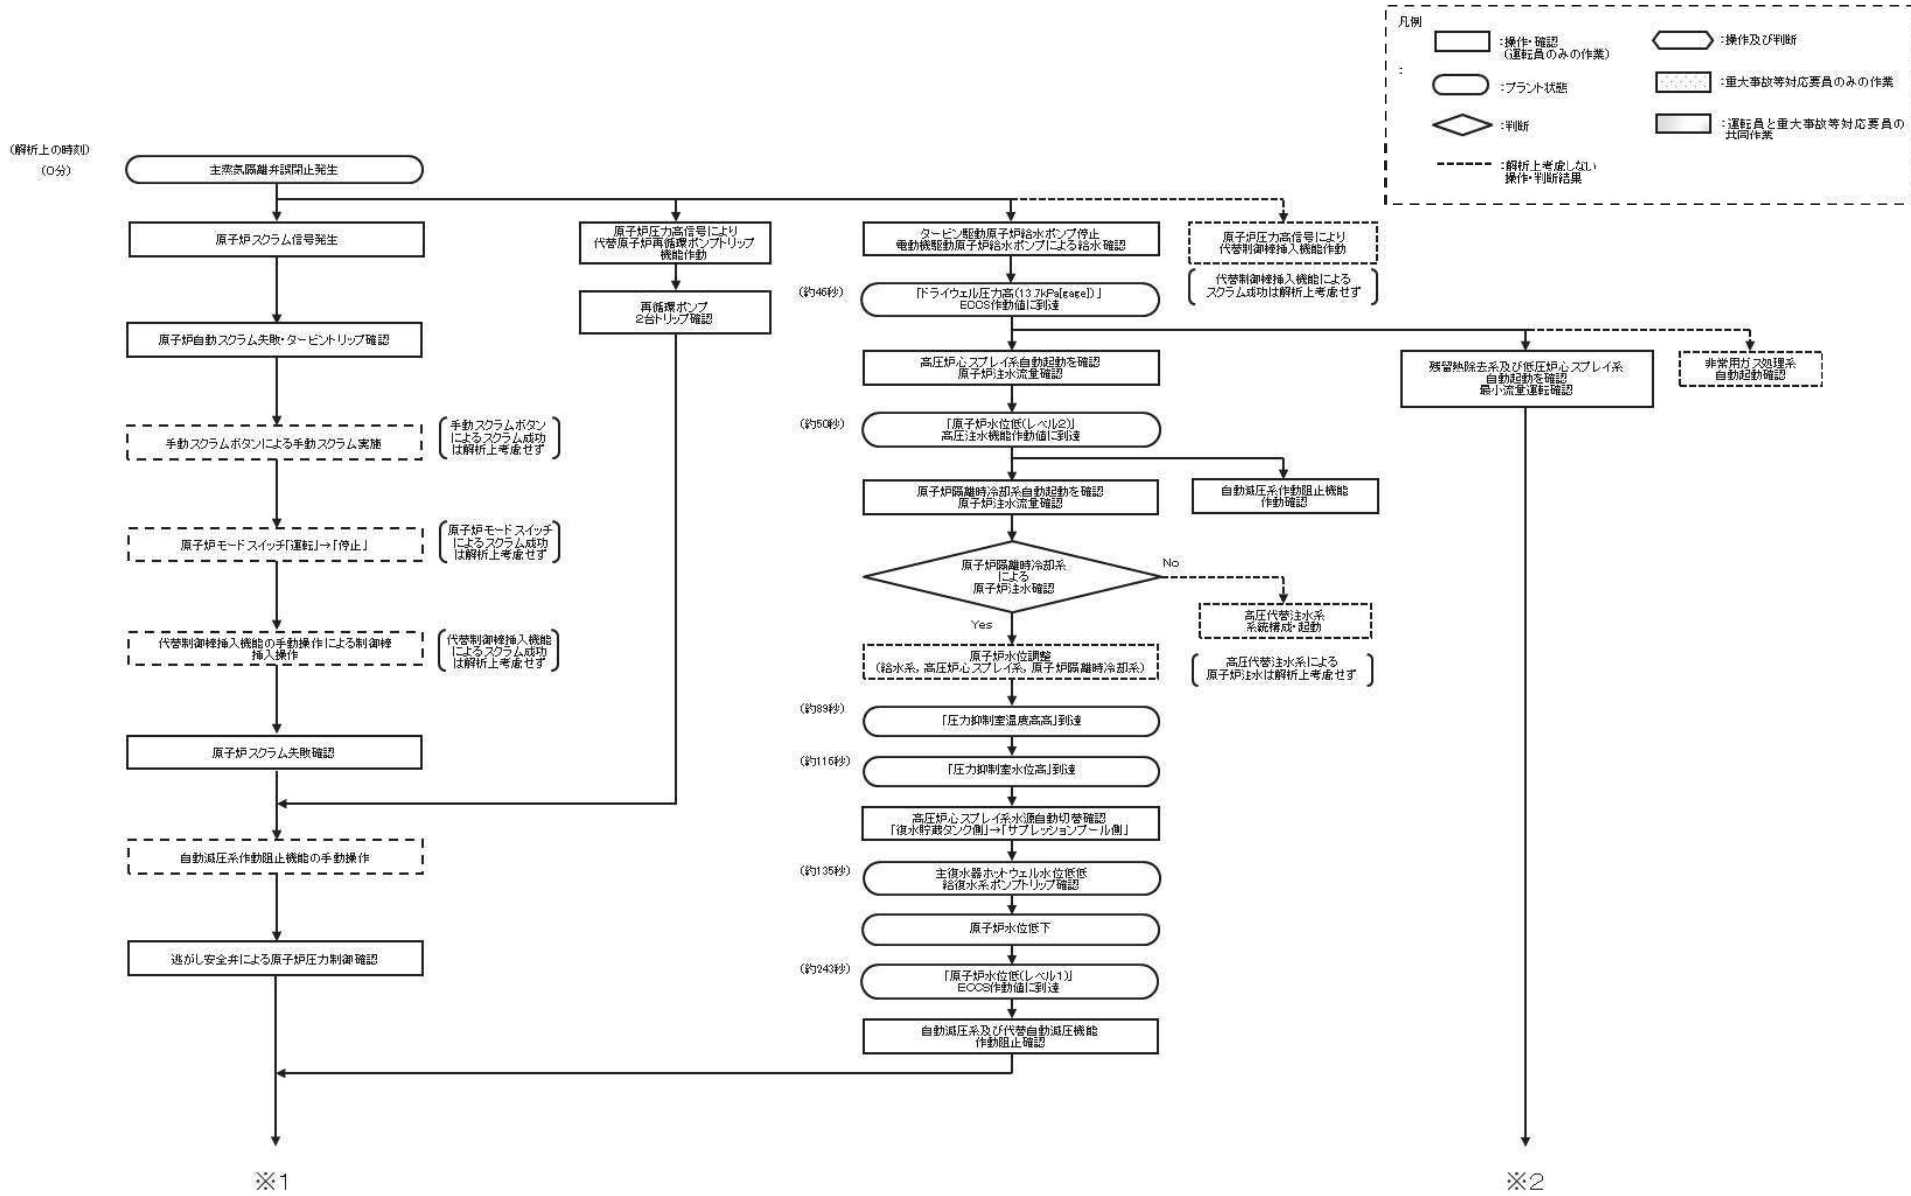 凡例
:操作・確認
(運転員のみの作業)
:操作及び判断
:
:プラント状態
:重大事故等対応要員のみの作業
:判断
:運転員と重大事故等対応要員の
共同作業
:解析上考慮しない
操作・判断結果
(解析上の時刻)
(0分)
主蒸気隔離弁誤閉止発生
原子炉スクラム信号発生
原子炉自動スクラム失敗・タービントリップ確認
手動スクラムボタンによる手動スクラム実施
手動スクラムボタン
によるスクラム成功
は解析上考慮せず
原子炉モードスイッチ「運転」→「停止」
原子炉モードスイッチ
によるスクラム成功
は解析上考慮せず
代替制御棒挿入機能の手動操作による制御棒
挿入操作
代替制御棒挿入機能
によるスクラム成功
は解析上考慮せず
原子炉スクラム失敗確認
自動減圧系作動阻止機能の手動操作
逃がし安全弁による原子炉圧力制御確認
※1
原子炉圧力高信号により
代替原子炉再循環ポンプトリップ
機能作動
再循環ポンプ
2台トリップ確認
タービン駆動原子炉給水ポンプ停止
電動機駆動原子炉給水ポンプによる給水確認
(約46秒)
「ドライウェル圧力高(13.7kPa[gage])」
ECCS作動値に到達
高圧炉心スプレイ系自動起動を確認
原子炉注水流量確認
(約50秒)
「原子炉水位低(レベル2)」
高圧注水機能作動値に到達
原子炉隔離時冷却系自動起動を確認
原子炉注水流量確認
原子炉隔離時冷却系
による
原子炉注水確認
No
Yes
原子炉水位調整
(給水系, 高圧炉心スプレイ系, 原子炉隔離時冷却系)
(約89秒)
「圧力抑制室温度高高」到達
(約116秒)
「圧力抑制室水位高」到達
高圧炉心スプレイ系水源自動切替確認
「復水貯蔵タンク側」→「サプレッションプール側」
(約135秒)
主復水器ホットウェル水位低低
給復水系ポンプトリップ確認
原子炉水位低下
(約243秒)
「原子炉水位低(レベル1)」
ECCS作動値に到達
自動減圧系及び代替自動減圧機能
作動阻止確認
原子炉圧力高信号により
代替制御棒挿入機能作動
代替制御棒挿入機能による
スクラム成功は解析上考慮せず
自動減圧系作動阻止機能
作動確認
高圧代替注水系
系統構成・起動
高圧代替注水系による
原子炉注水は解析上考慮せず
残留熱除去系及び低圧炉心スプレイ系
自動起動を確認
最小流量運転確認
非常用ガス処理系
自動起動確認
※2